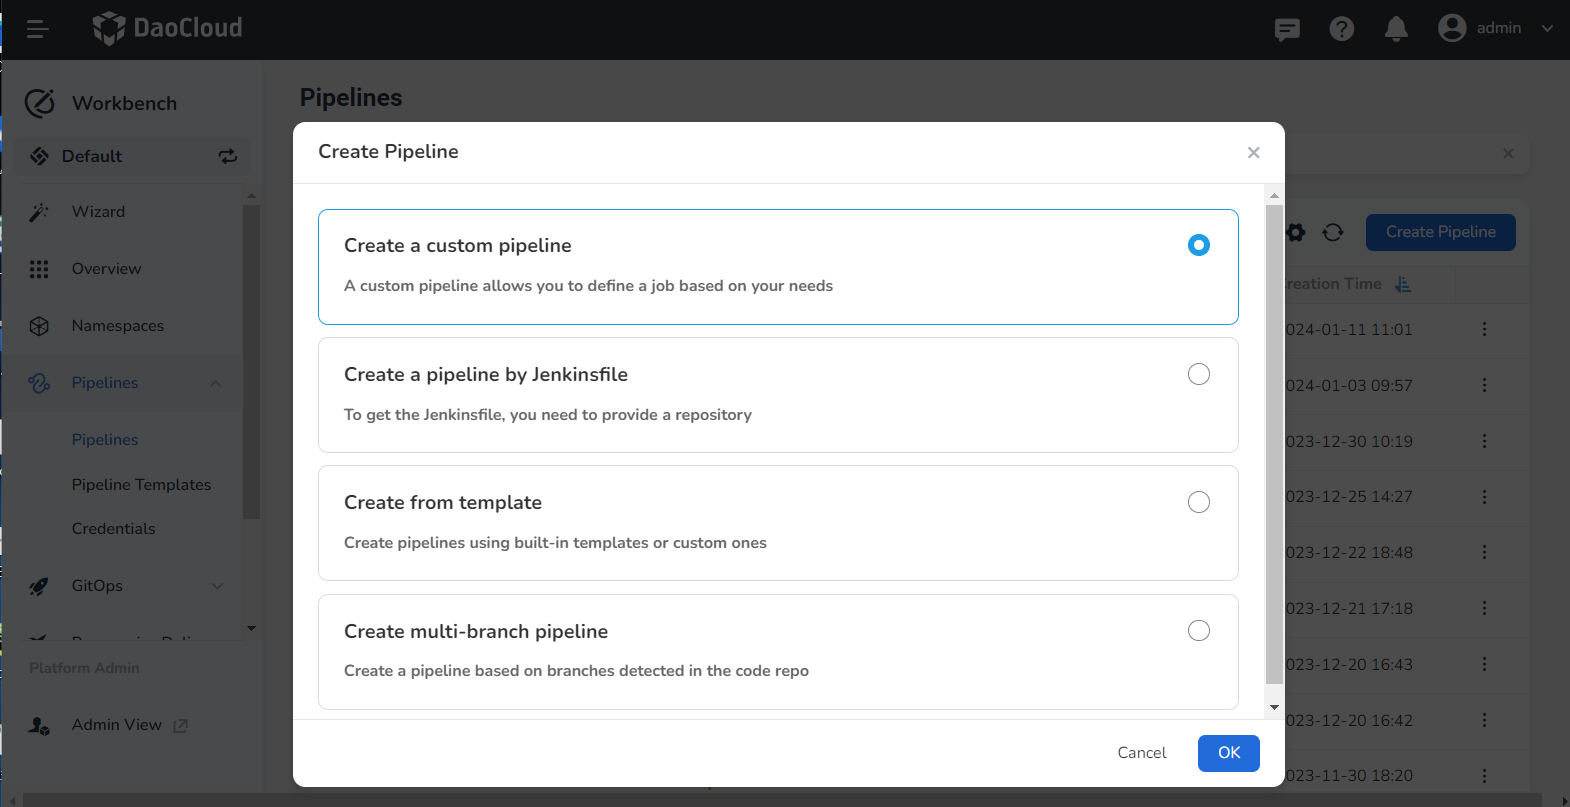 DaoCloud
admin
Workbench
Default
Wizard
Overview
Namespaces
Pipelines
Pipelines
Pipeline Templates
Credentials
GitOps
Platform Admin
Admin View
Pipelines
Create Pipeline
Create a custom pipeline
A custom pipeline allows you to define a job based on your needs
Create a pipeline by Jenkinsfile
To get the Jenkinsfile, you need to provide a repository
Create from template
Create pipelines using built-in templates or custom ones
Create multi-branch pipeline
Create a pipeline based on branches detected in the code repo
Cancel
OK
Create Pipeline
reation Time
024-01-11 11:01
024-01-03 09:57
023-12-30 10:19
023-12-25 14:27
023-12-22 18:48
023-12-21 17:18
023-12-20 16:43
023-12-20 16:42
023-11-30 18:20